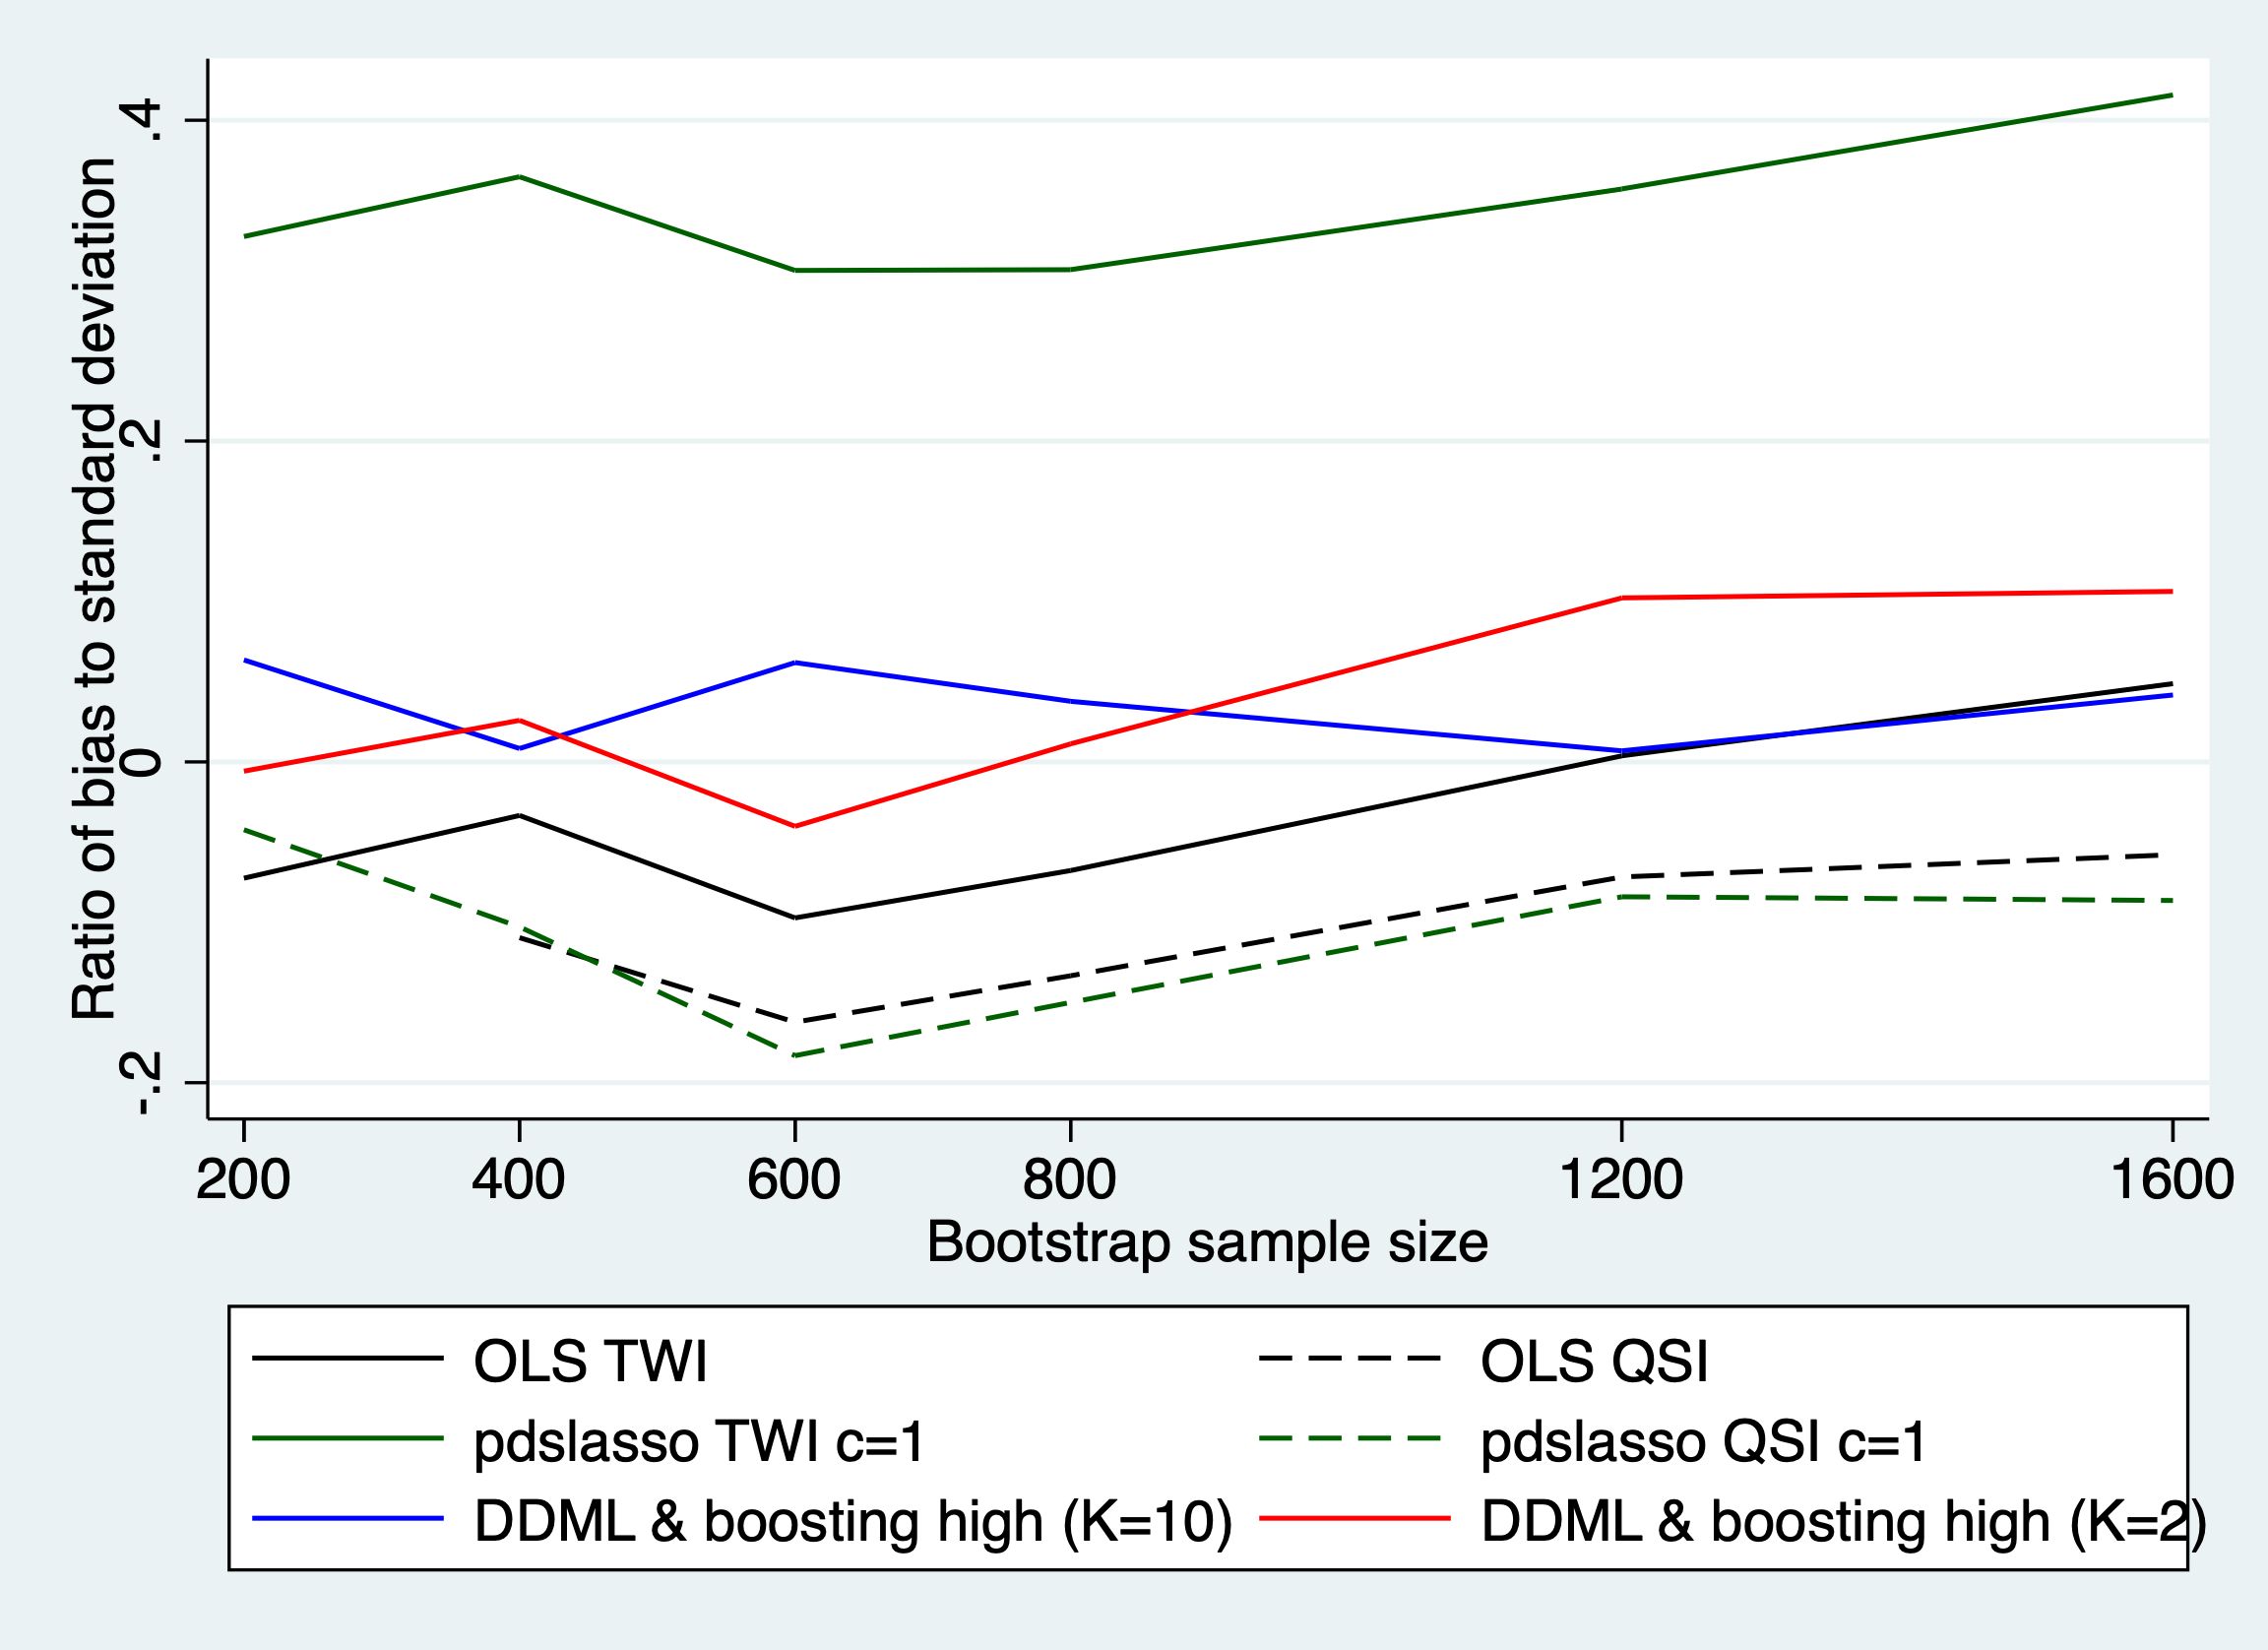 Ratio of bias to standard deviation
.4
.2
0
-.2
200 400 600 800 1200 1600
Bootstrap sample size
OLS TWI
OLS QSI
pdslasso TWI c=1
pdslasso QSI c=1
DDML & boosting high (K=10)
DDML & boosting high (K=2)